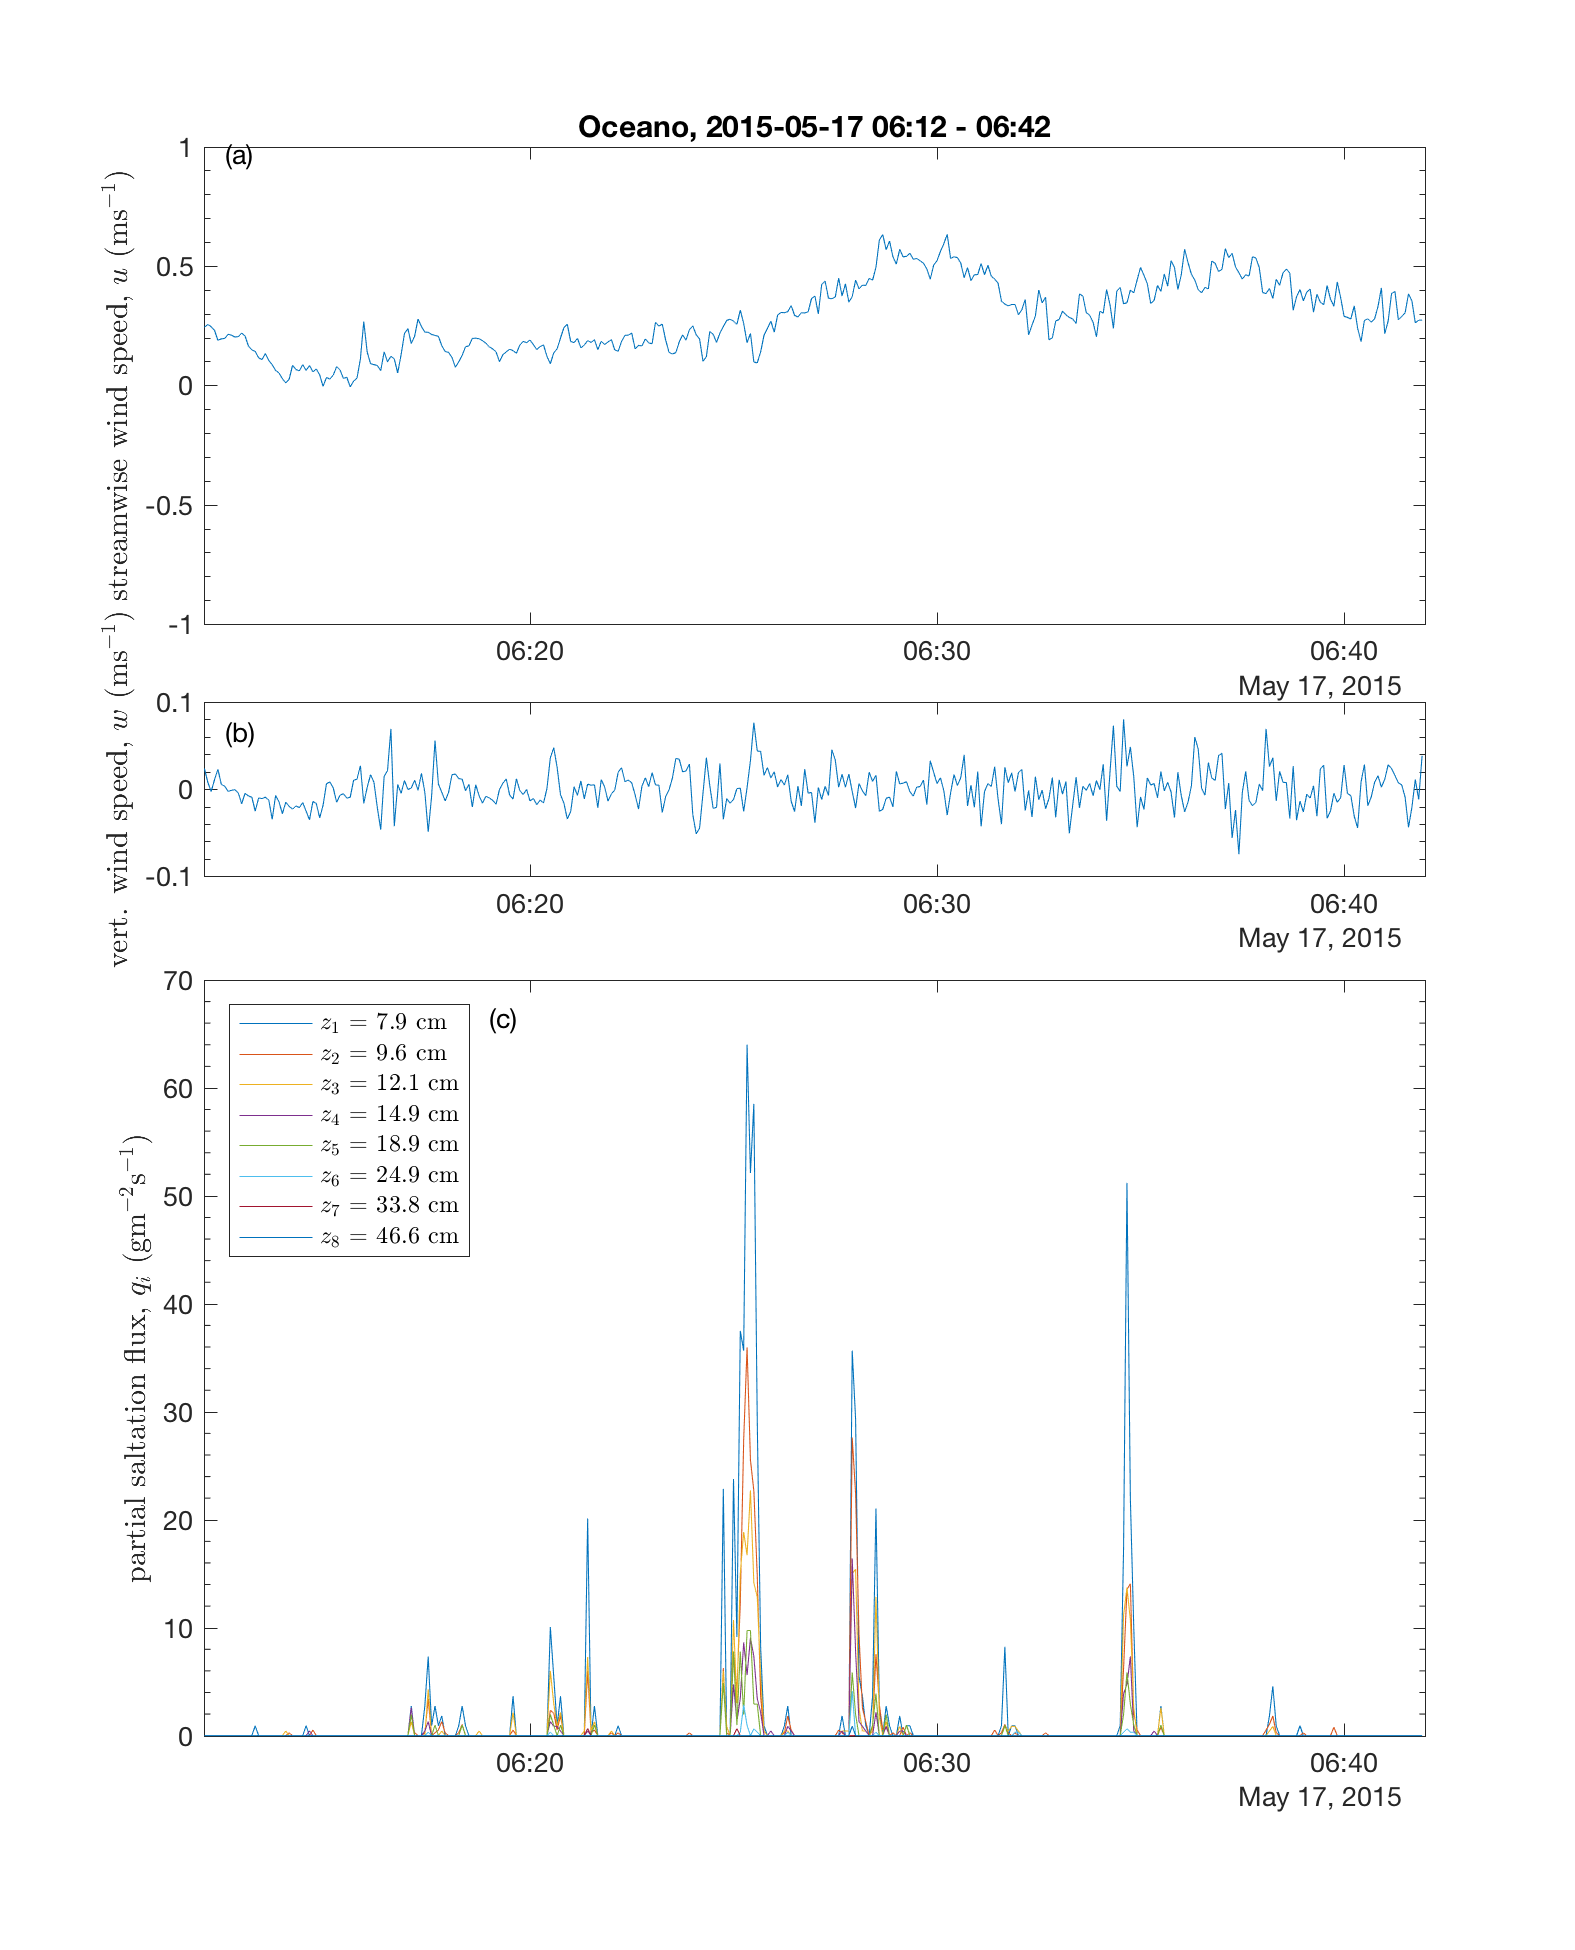 Oceano, 2015-05-17 06:12 - 06:42
(a)
streamwise wind speed, u (ms⁻¹)
1
0.5
0
-0.5
-1
06:20 06:30 06:40
May 17, 2015
(b)
vert. wind speed, w (ms⁻¹)
0.1
0
-0.1
06:20 06:30 06:40
May 17, 2015
(c)
partial saltation flux, qᵢ (gm⁻²s⁻¹)
70
60
50
40
30
20
10
0
z₁ = 7.9 cm
z₂ = 9.6 cm
z₃ = 12.1 cm
z₄ = 14.9 cm
z₅ = 18.9 cm
z₆ = 24.9 cm
z₇ = 33.8 cm
z₈ = 46.6 cm
06:20 06:30 06:40
May 17, 2015